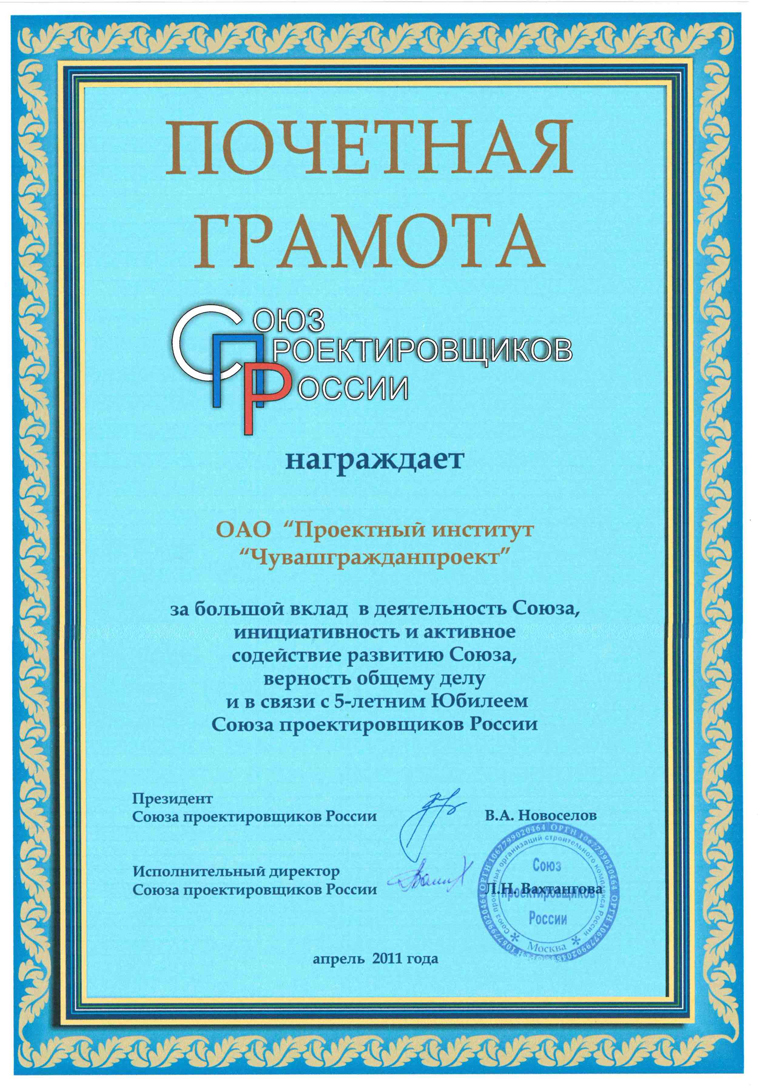 ПОЧЕТНАЯ
ГРАМОТА
СОЮЗ
ПРОЕКТИРОВЩИКОВ
РОССИИ
награждает
ОАО “Проектный институт
“Чувашгражданпроект”
за большой вклад в деятельность Союза,
инициативность и активное
содействие развитию Союза,
верность общему делу
и в связи с 5-летним Юбилеем
Союза проектировщиков России
Президент
Союза проектировщиков России
В.А. Новоселов
Исполнительный директор
Союза проектировщиков России
Л.Н. Вахтангова
Союз
проектировщиков
России
* Москва *
апрель 2011 года